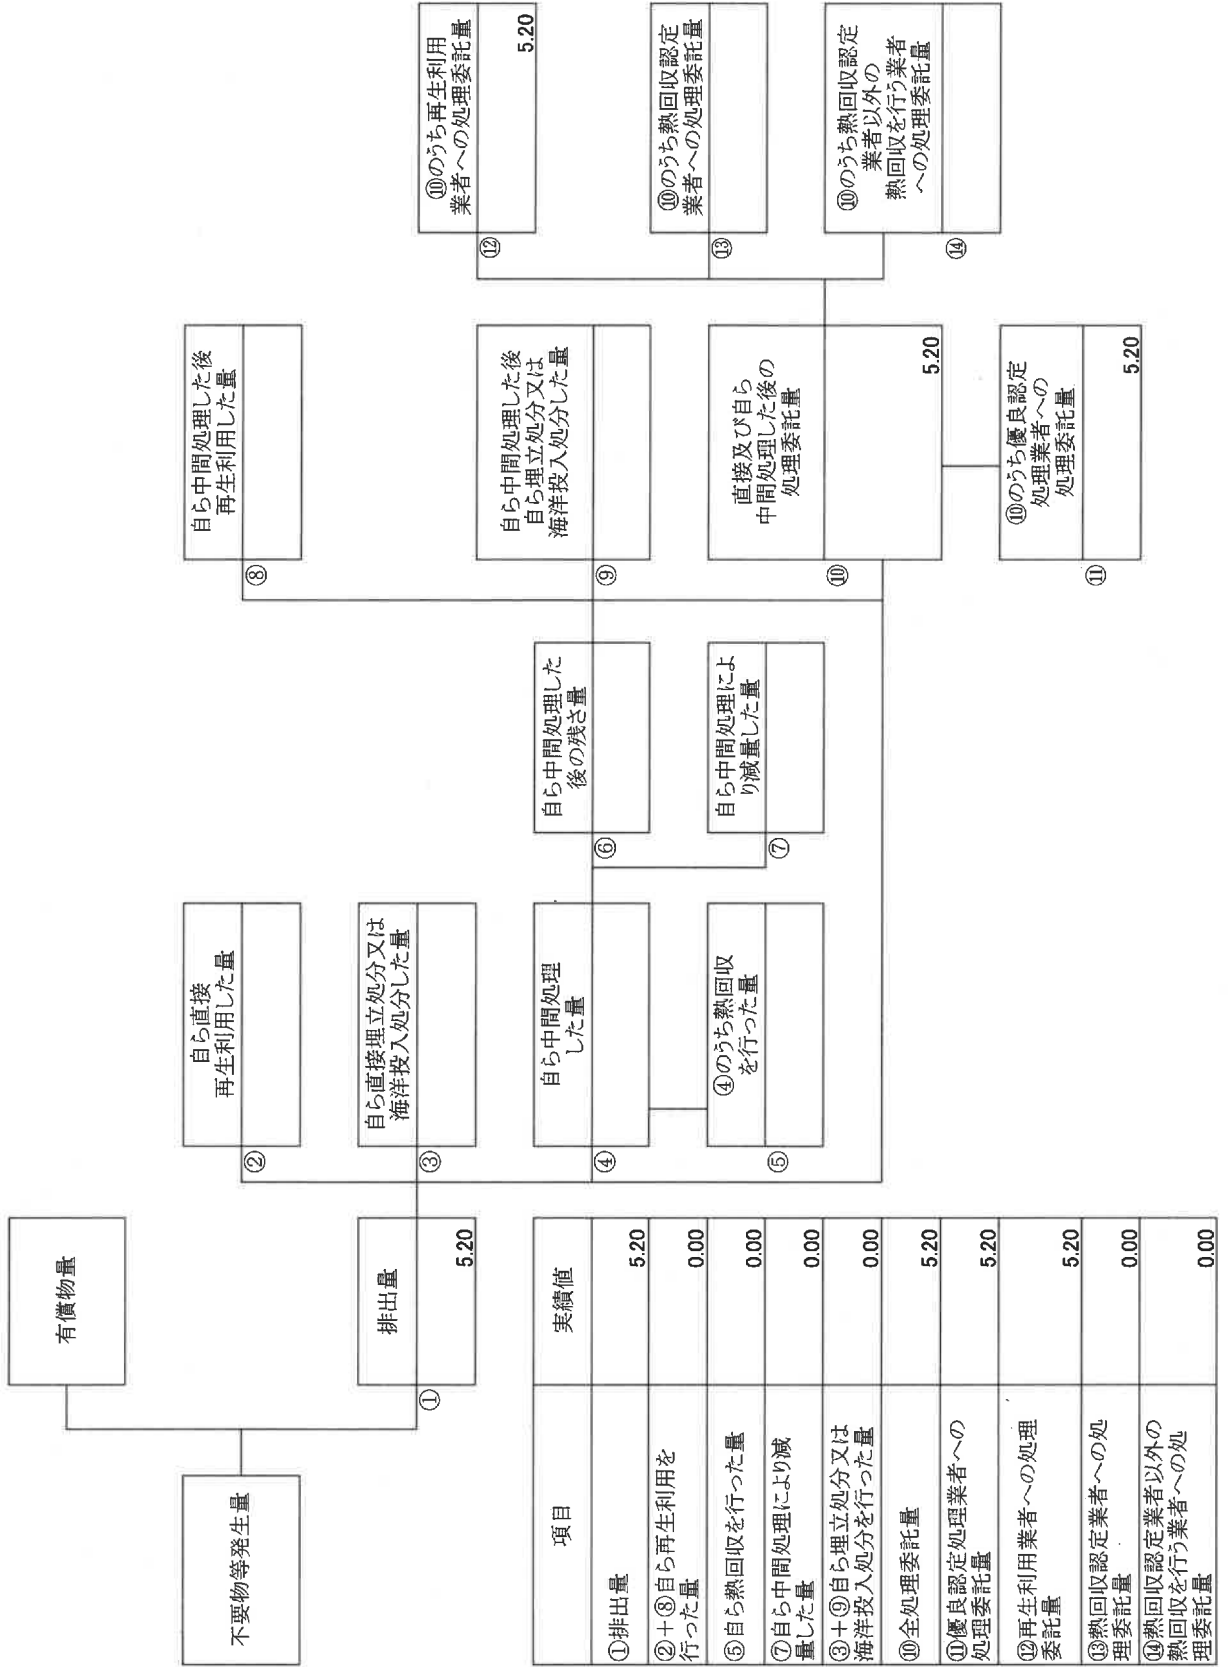 有償物量
不要物等発生量
排出量
5.20
①
自ら直接
再生利用した量
②
自ら直接埋立処分又は
海洋投入処分した量
③
自ら中間処理
した量
④
④のうち熱回収
を行った量
⑤
自ら中間処理した
後の残さ量
⑥
自ら中間処理によ
り減量した量
⑦
自ら中間処理した後
再生利用した量
⑧
自ら中間処理した後
自ら埋立処分又は
海洋投入処分した量
⑨
直接及び自ら
中間処理した後の
処理委託量
5.20
⑩
⑩のうち優良認定
処理業者への
処理委託量
5.20
⑪
⑩のうち再生利用
業者への処理委託量
5.20
⑫
⑩のうち熱回収認定
業者への処理委託量
⑬
⑩のうち熱回収認定
業者以外の
熱回収を行う業者
への処理委託量
⑭
項目 実績値
①排出量 5.20
②+⑧自ら再生利用を
行った量 0.00
⑤自ら熱回収を行った量 0.00
⑦自ら中間処理により減
量した量 0.00
③+⑨自ら埋立処分又は
海洋投入処分を行った量 0.00
⑩全処理委託量 5.20
⑪優良認定処理業者への
処理委託量 5.20
⑫再生利用業者への処理
委託量 5.20
⑬熱回収認定業者への処
理委託量 0.00
⑭熱回収認定業者以外の
熱回収を行う業者への処
理委託量 0.00